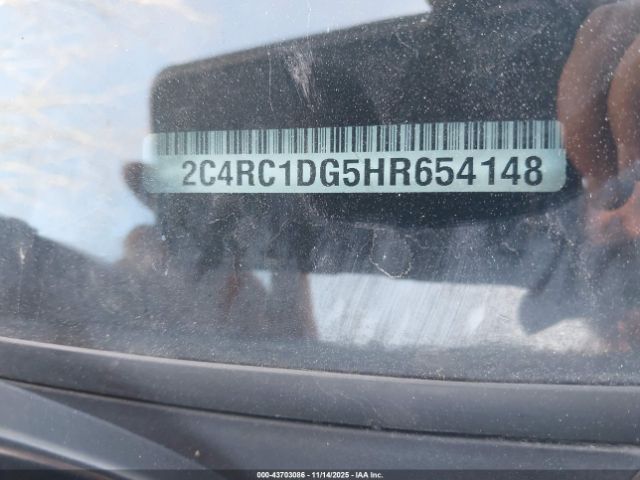 2C4RC1DG5HR654148
000-43703086 - 11/14/2025 - IAA Inc.